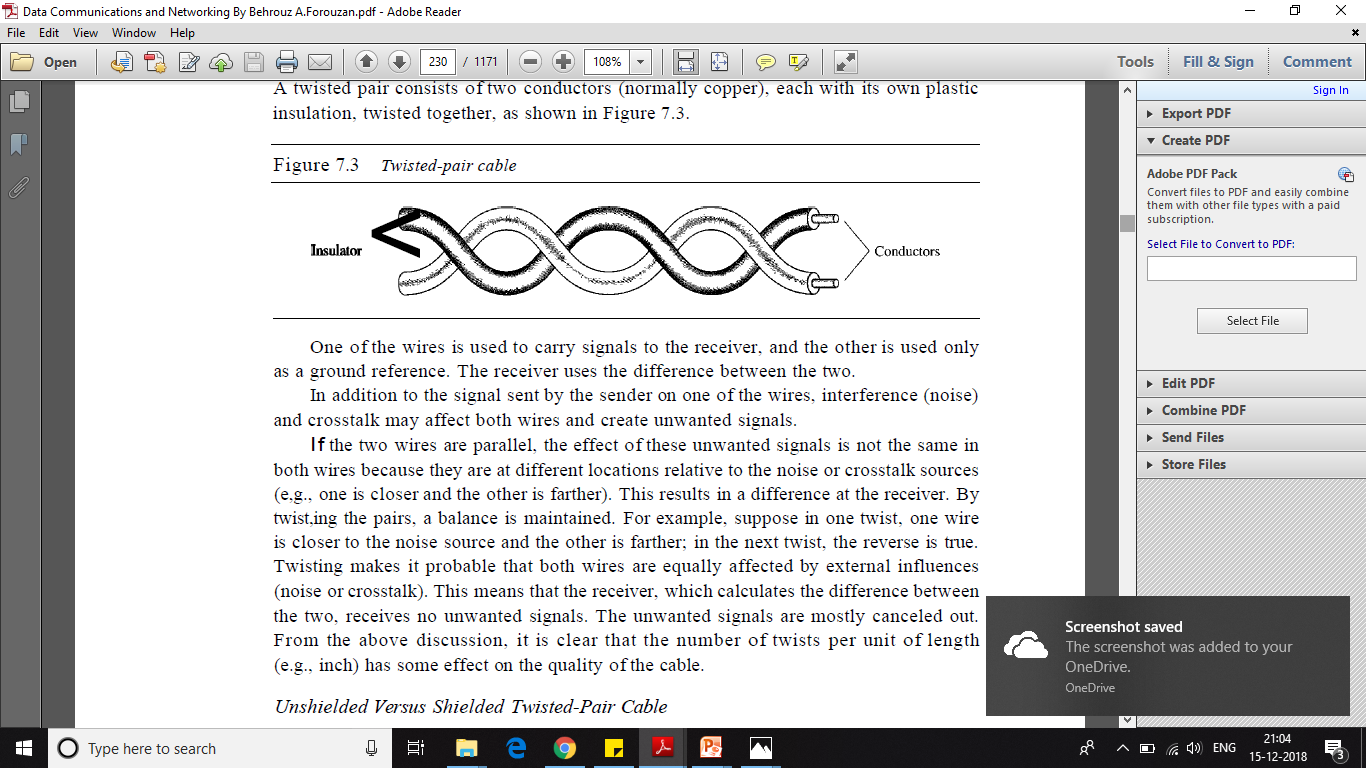 Data Communications and Networking By Behrouz A.Forouzan.pdf - Adobe Reader
File Edit View Window Help
Open 230 / 1171 108% Tools Fill & Sign Comment
Sign In
A twisted pair consists of two conductors (normally copper), each with its own plastic
insulation, twisted together, as shown in Figure 7.3.
Figure 7.3 Twisted-pair cable
Insulator
Conductors
One of the wires is used to carry signals to the receiver, and the other is used only
as a ground reference. The receiver uses the difference between the two.
In addition to the signal sent by the sender on one of the wires, interference (noise)
and crosstalk may affect both wires and create unwanted signals.
If the two wires are parallel, the effect of these unwanted signals is not the same in
both wires because they are at different locations relative to the noise or crosstalk sources
(e,g., one is closer and the other is farther). This results in a difference at the receiver. By
twist,ing the pairs, a balance is maintained. For example, suppose in one twist, one wire
is closer to the noise source and the other is farther; in the next twist, the reverse is true.
Twisting makes it probable that both wires are equally affected by external influences
(noise or crosstalk). This means that the receiver, which calculates the difference between
the two, receives no unwanted signals. The unwanted signals are mostly canceled out.
From the above discussion, it is clear that the number of twists per unit of length
(e.g., inch) has some effect on the quality of the cable.
Unshielded Versus Shielded Twisted-Pair Cable
Export PDF
Create PDF
Adobe PDF Pack
Convert files to PDF and easily combine
them with other file types with a paid
subscription.
Select File to Convert to PDF:
Select File
Edit PDF
Combine PDF
Send Files
Store Files
Screenshot saved
The screenshot was added to your
OneDrive.
OneDrive
Type here to search
ENG
21:04
15-12-2018
3